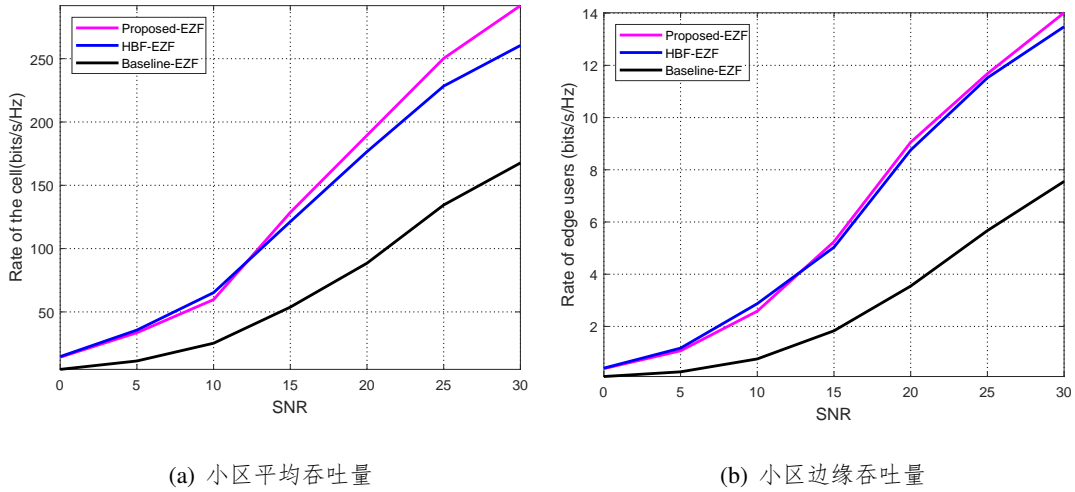 Proposed-EZF
HBF-EZF
Baseline-EZF
Rate of the cell(bits/s/Hz)
250
200
150
100
50
0 5 10 15 20 25 30
SNR
(a) 小区平均吞吐量
Proposed-EZF
HBF-EZF
Baseline-EZF
Rate of edge users (bits/s/Hz)
14
12
10
8
6
4
2
0 5 10 15 20 25 30
SNR
(b) 小区边缘吞吐量